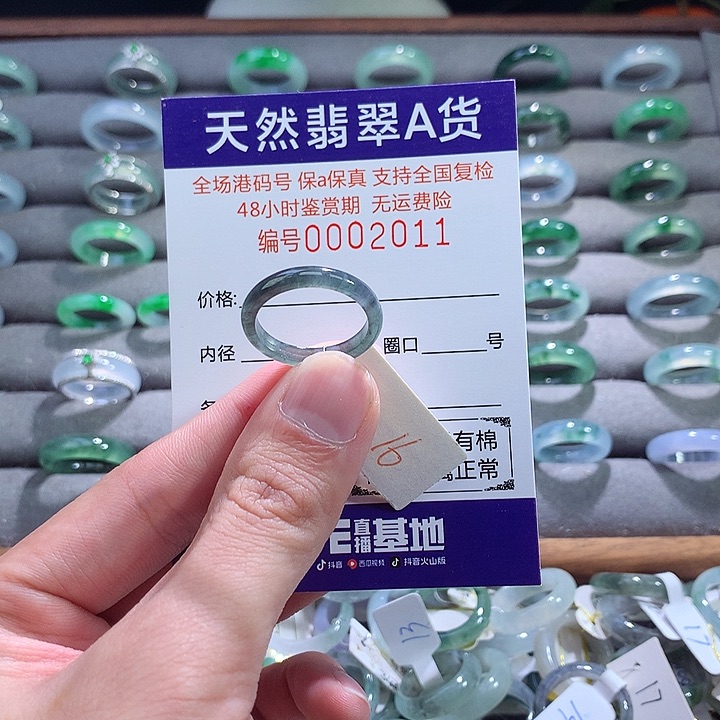 天然翡翠A货
全场港码号 保a保真 支持全国复检
48小时鉴赏期 无运费险
编号0002011
价格:
内径 圈口 号
16
有棉
正常
E直播基地
抖音 西瓜视频 抖音火山版
13
17
17